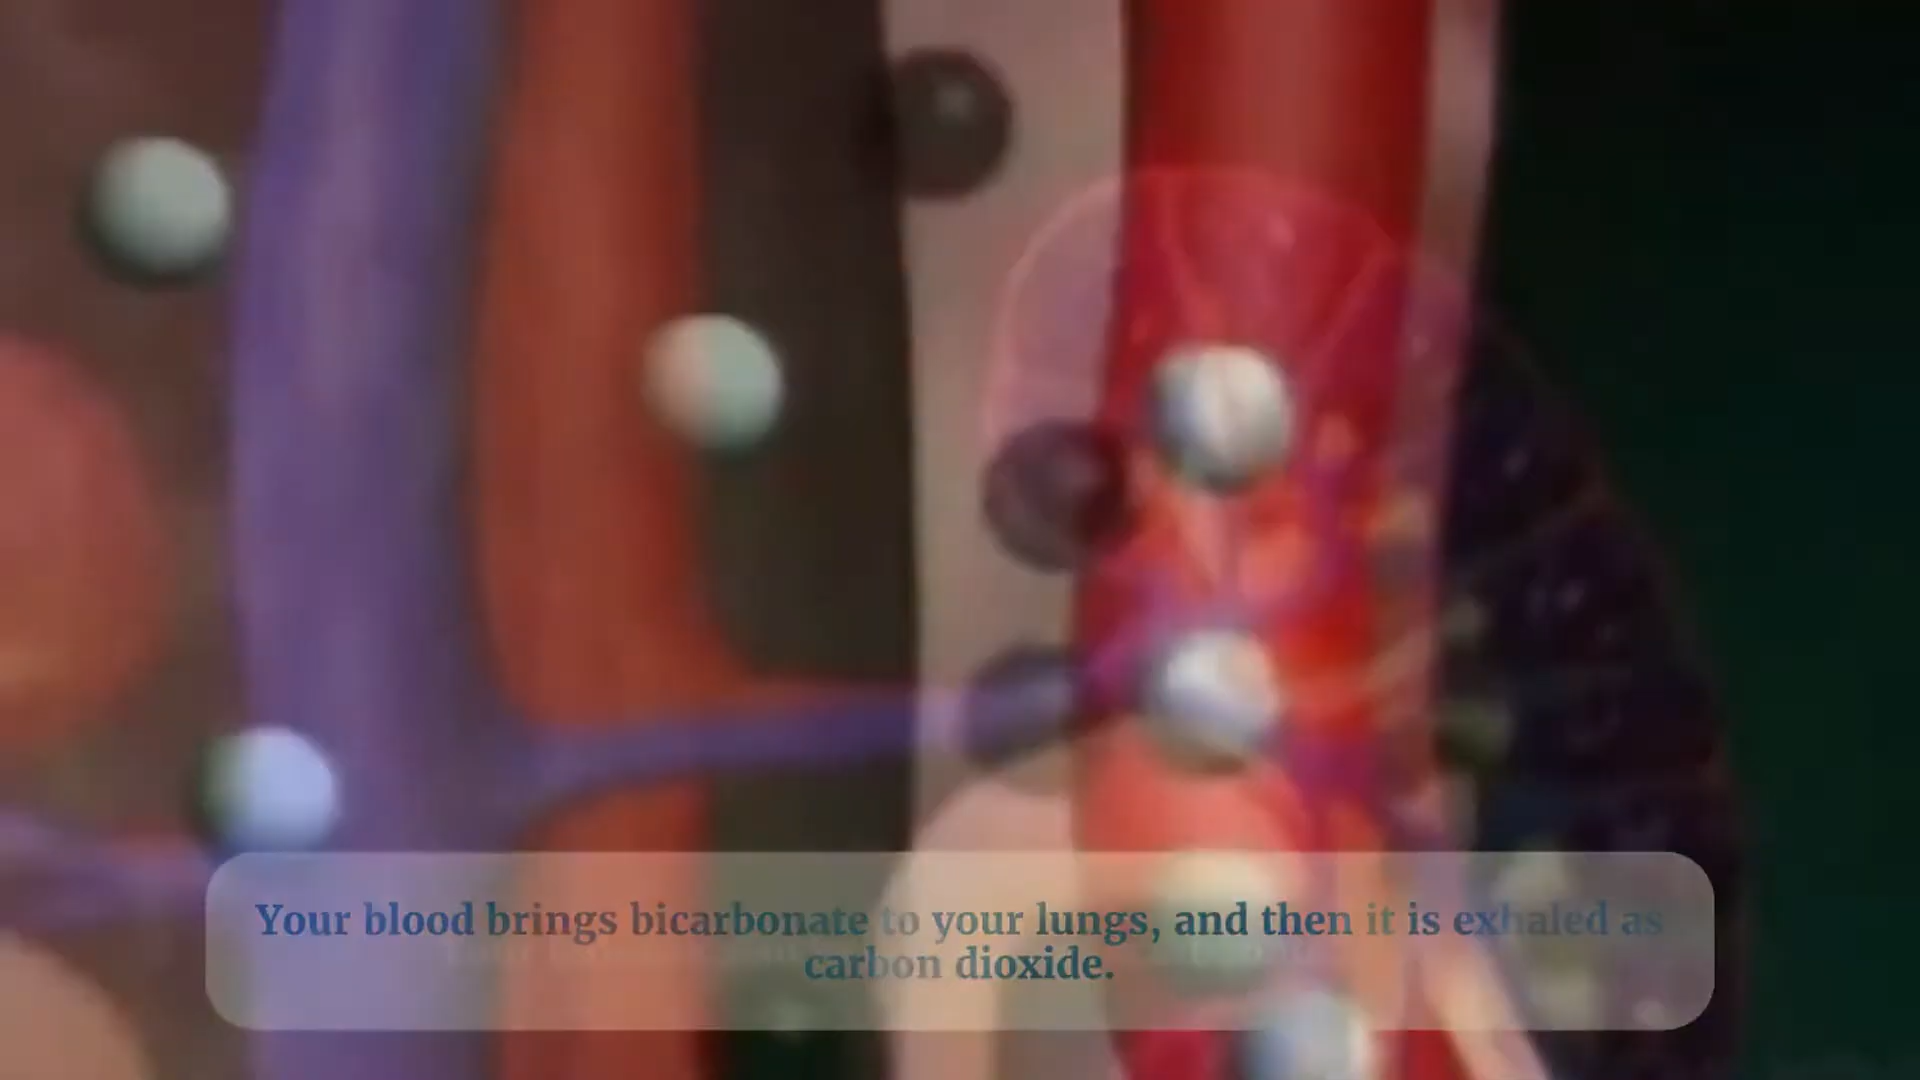 Your blood brings bicarbonate to your lungs, and then it is exhaled as
carbon dioxide.